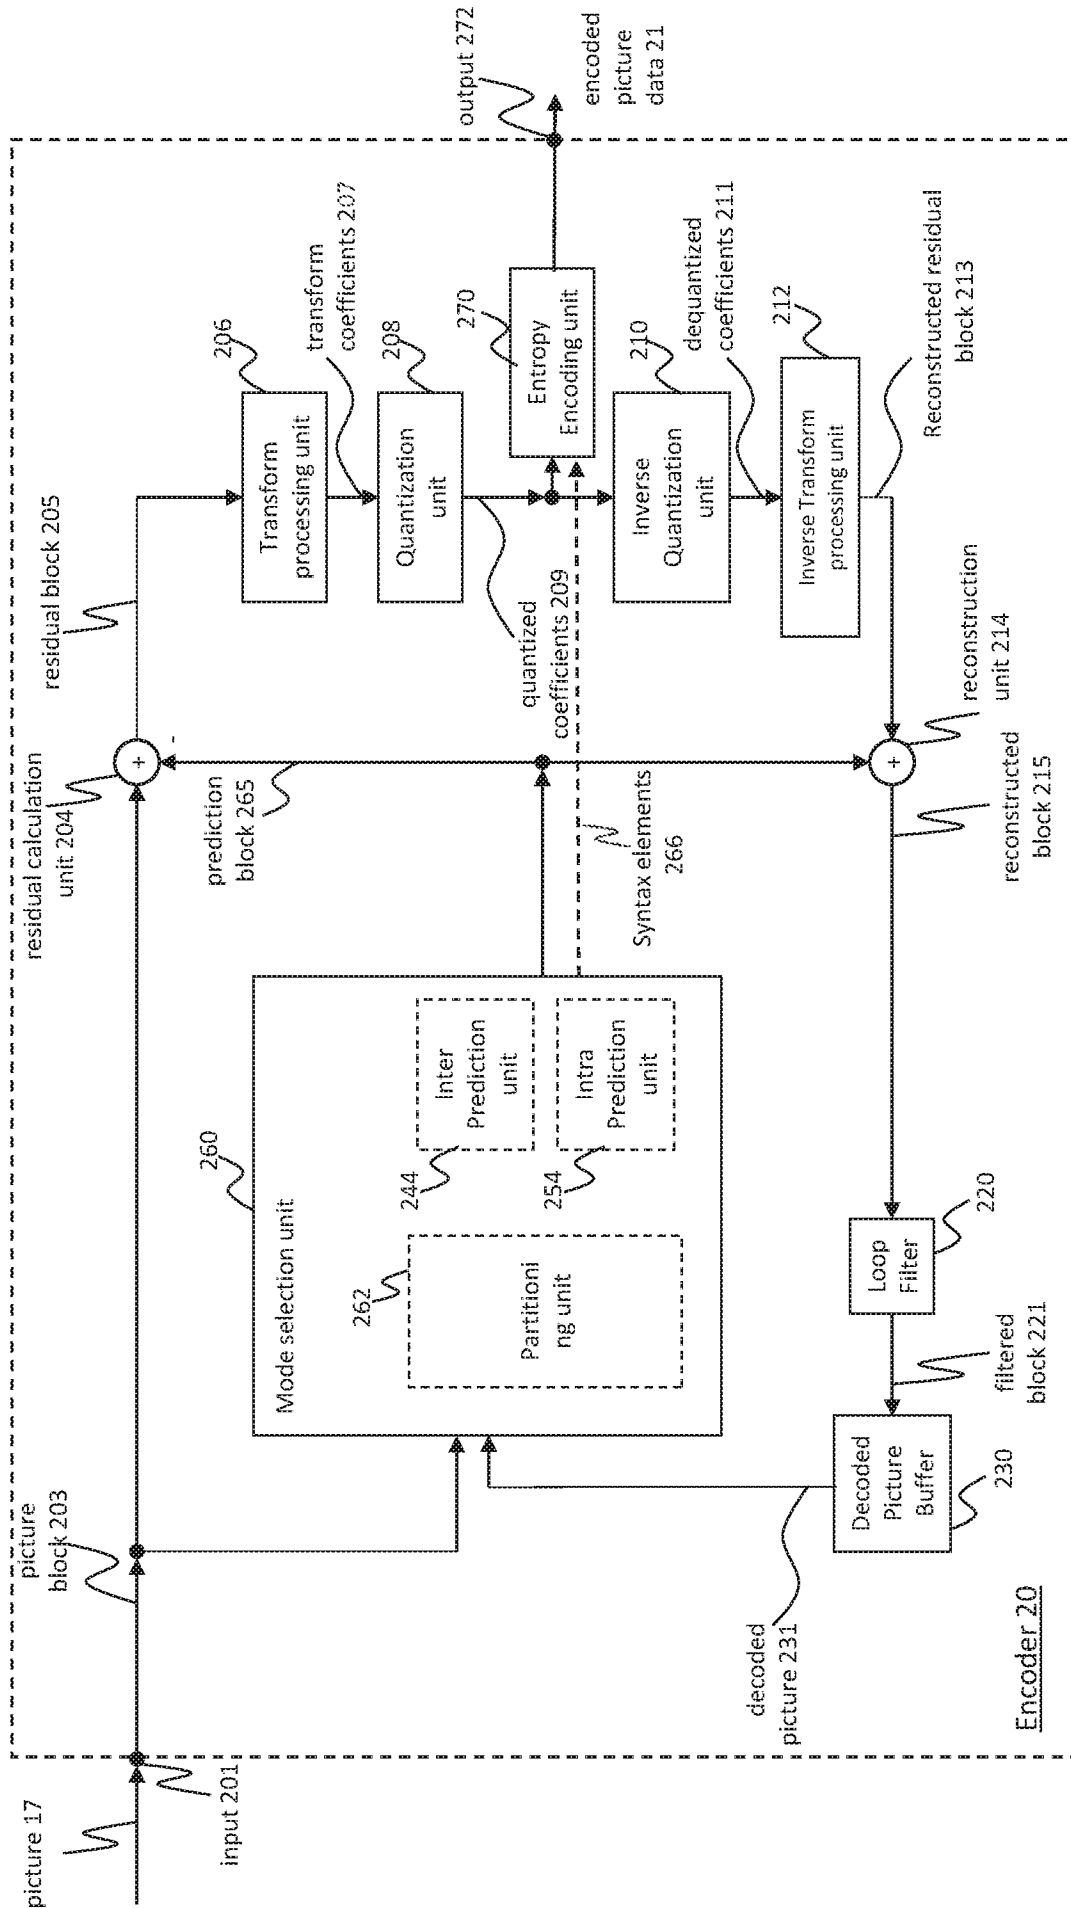 picture 17
input 201
picture
block 203
residual calculation
unit 204
+
-
residual block 205
206
Transform
processing unit
transform
coefficients 207
208
Quantization
unit
quantized
coefficients 209
270
Entropy
Encoding unit
output 272
encoded
picture
data 21
210
Inverse
Quantization
unit
dequantized
coefficients 211
212
Inverse Transform
processing unit
Reconstructed residual
block 213
reconstruction
unit 214
+
reconstructed
block 215
prediction
block 265
Syntax elements
266
260
Mode selection unit
262
Partitioni
ng unit
244
Inter
Prediction
unit
254
Intra
Prediction
unit
220
Loop
Filter
filtered
block 221
Decoded
Picture
Buffer
230
decoded
picture 231
Encoder 20